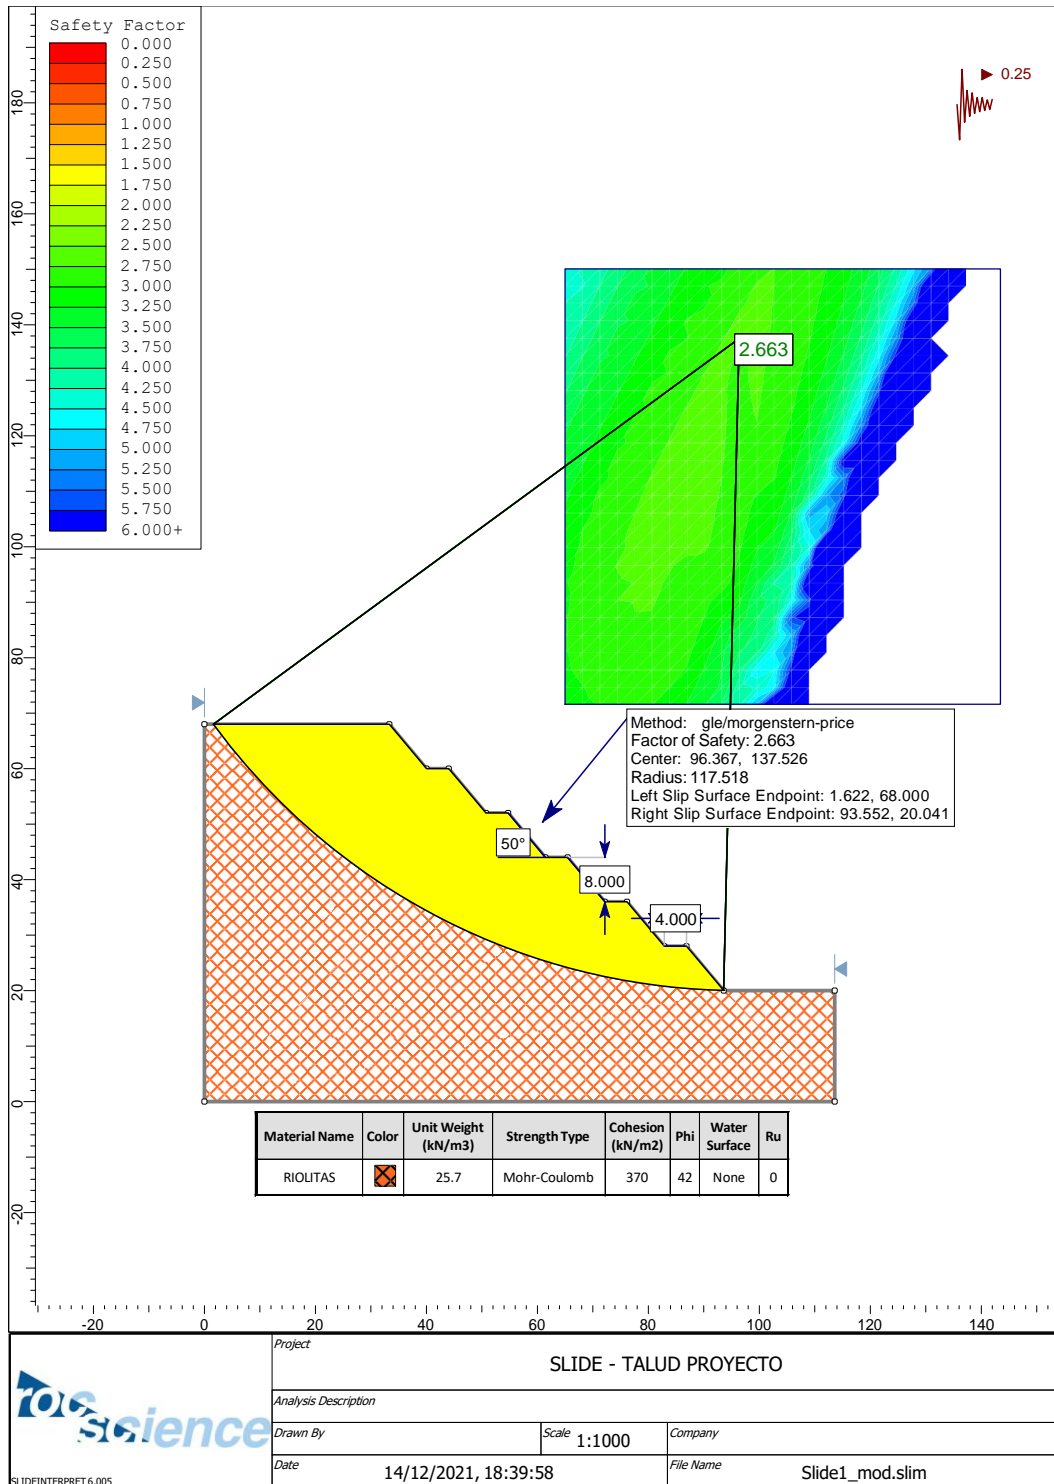 Safety Factor
0.000
0.250
0.500
0.750
1.000
1.250
1.500
1.750
2.000
2.250
2.500
2.750
3.000
3.250
3.500
3.750
4.000
4.250
4.500
4.750
5.000
5.250
5.500
5.750
6.000+
0.25
2.663
Method: gle/morgenstern-price
Factor of Safety: 2.663
Center: 96.367, 137.526
Radius: 117.518
Left Slip Surface Endpoint: 1.622, 68.000
Right Slip Surface Endpoint: 93.552, 20.041
50°
8.000
4.000
180
160
140
120
100
80
60
40
20
0
-20
Material Name Color Unit Weight (kN/m3) Strength Type Cohesion (kN/m2) Phi Water Surface Ru
RIOLITAS 25.7 Mohr-Coulomb 370 42 None 0
-20 0 20 40 60 80 100 120 140
rocscience
SLIDEINTERPRET 6.005
Project
SLIDE - TALUD PROYECTO
Analysis Description
Drawn By
Scale 1:1000
Company
Date 14/12/2021, 18:39:58
File Name Slide1_mod.slim